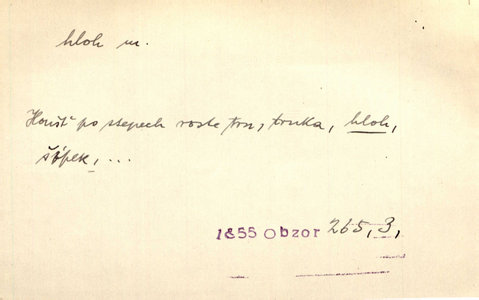 hloh m.
Houšť po stepech roste trn, trnka, hloh,
šípek, ...
1855 Obzor 265, 3,